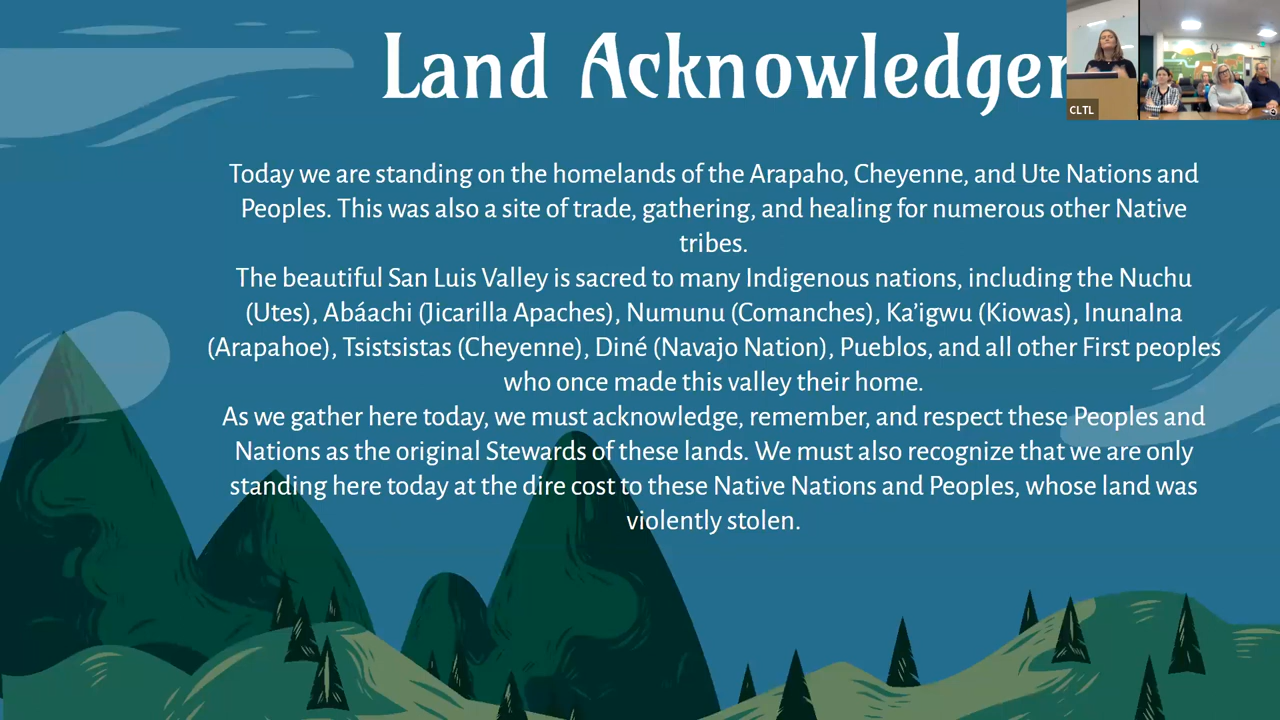 Land Acknowledger
CLTL
Today we are standing on the homelands of the Arapaho, Cheyenne, and Ute Nations and
Peoples. This was also a site of trade, gathering, and healing for numerous other Native
tribes.
The beautiful San Luis Valley is sacred to many Indigenous nations, including the Nuchu
(Utes), Abáachi (Jicarilla Apaches), Numunu (Comanches), Ka’igwu (Kiowas), InunaIna
(Arapahoe), Tsistsistas (Cheyenne), Diné (Navajo Nation), Pueblos, and all other First peoples
who once made this valley their home.
As we gather here today, we must acknowledge, remember, and respect these Peoples and
Nations as the original Stewards of these lands. We must also recognize that we are only
standing here today at the dire cost to these Native Nations and Peoples, whose land was
violently stolen.